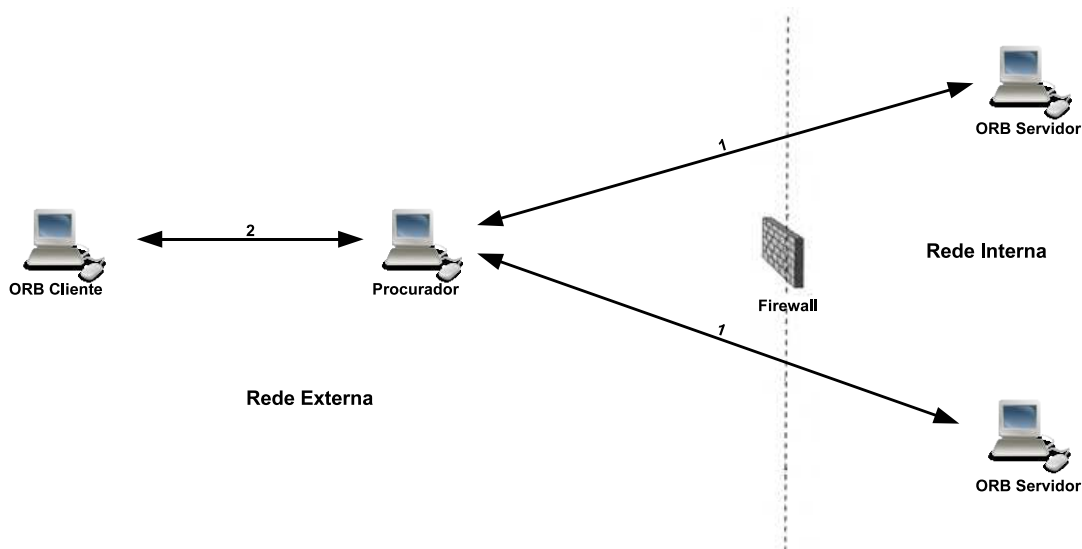 ORB Servidor
1
2
ORB Cliente
Procurador
Rede Interna
Firewall
1
Rede Externa
ORB Servidor